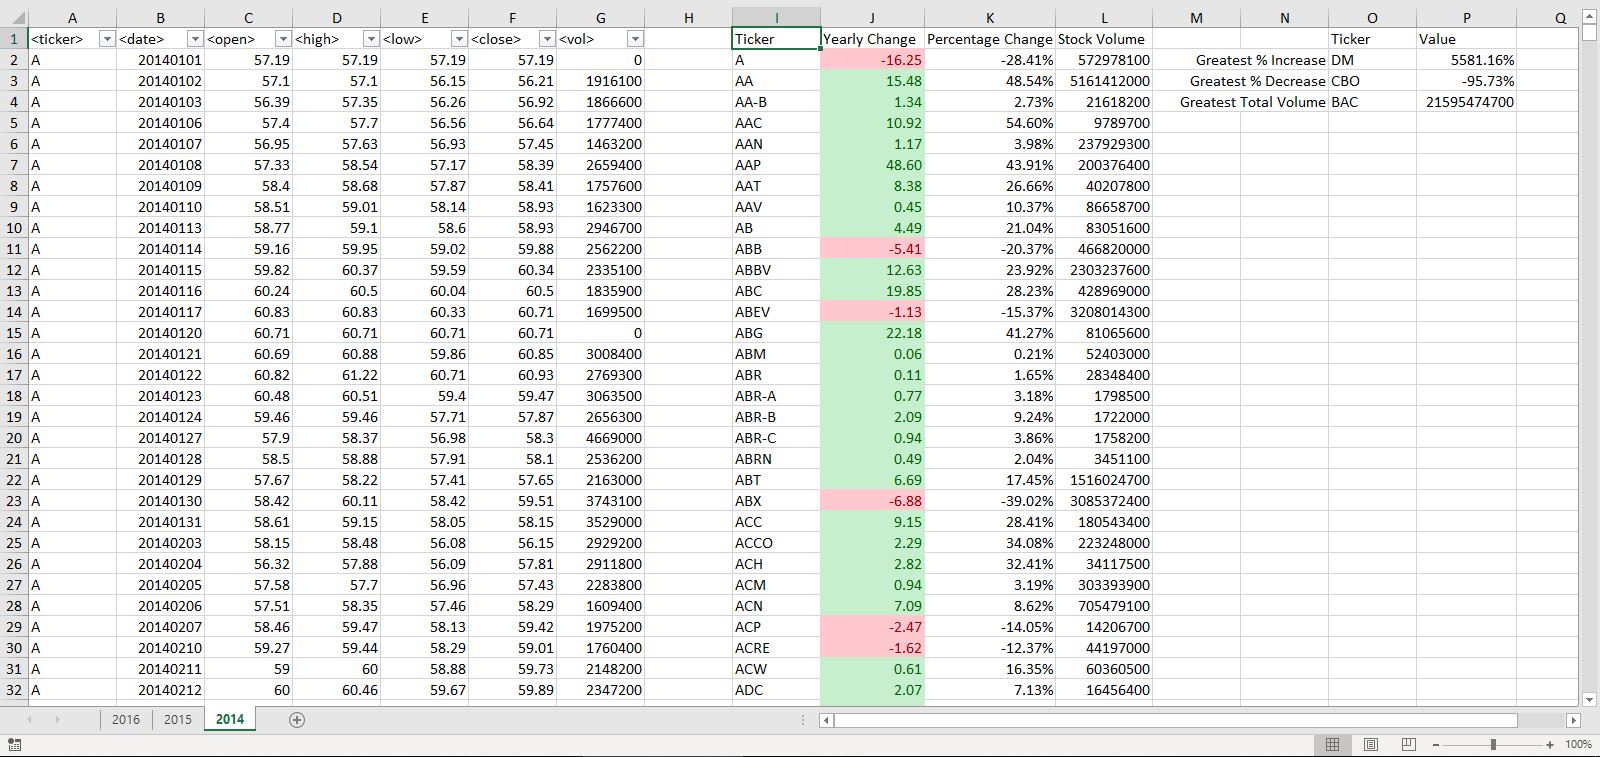 A B C D E F G H I J K L M N O P Q
1 <ticker> <date> <open> <high> <low> <close> <vol> Ticker Yearly Change Percentage Change Stock Volume Ticker Value
2 A 20140101 57.19 57.19 57.19 57.19 0 A -16.25 -28.41% 572978100 Greatest % Increase DM 5581.16%
3 A 20140102 57.1 57.1 56.15 56.21 1916100 AA 15.48 48.54% 5161412000 Greatest % Decrease CBO -95.73%
4 A 20140103 56.39 57.35 56.26 56.92 1866600 AA-B 1.34 2.73% 21618200 Greatest Total Volume BAC 21595474700
5 A 20140106 57.4 57.7 56.56 56.64 1777400 AAC 10.92 54.60% 9789700
6 A 20140107 56.95 57.63 56.93 57.45 1463200 AAN 1.17 3.98% 237929300
7 A 20140108 57.33 58.54 57.17 58.39 2659400 AAP 48.60 43.91% 200376400
8 A 20140109 58.4 58.68 57.87 58.41 1757600 AAT 8.38 26.66% 40207800
9 A 20140110 58.51 59.01 58.14 58.93 1623300 AAV 0.45 10.37% 86658700
10 A 20140113 58.77 59.1 58.6 58.93 2946700 AB 4.49 21.04% 83051600
11 A 20140114 59.16 59.95 59.02 59.88 2562200 ABB -5.41 -20.37% 466820000
12 A 20140115 59.82 60.37 59.59 60.34 2335100 ABBV 12.63 23.92% 2303237600
13 A 20140116 60.24 60.5 60.04 60.5 1835900 ABC 19.85 28.23% 428969000
14 A 20140117 60.83 60.83 60.33 60.71 1699500 ABEV -1.13 -15.37% 3208014300
15 A 20140120 60.71 60.71 60.71 60.71 0 ABG 22.18 41.27% 81065600
16 A 20140121 60.69 60.88 59.86 60.85 3008400 ABM 0.06 0.21% 52403000
17 A 20140122 60.82 61.22 60.71 60.93 2769300 ABR 0.11 1.65% 28348400
18 A 20140123 60.48 60.51 59.4 59.47 3063500 ABR-A 0.77 3.18% 1798500
19 A 20140124 59.46 59.46 57.71 57.87 2656300 ABR-B 2.09 9.24% 1722000
20 A 20140127 57.9 58.37 56.98 58.3 4669000 ABR-C 0.94 3.86% 1758200
21 A 20140128 58.5 58.88 57.91 58.1 2536200 ABRN 0.49 2.04% 3451100
22 A 20140129 57.67 58.22 57.41 57.65 2163000 ABT 6.69 17.45% 1516024700
23 A 20140130 58.42 60.11 58.42 59.51 3743100 ABX -6.88 -39.02% 3085372400
24 A 20140131 58.61 59.15 58.05 58.15 3529000 ACC 9.15 28.41% 180543400
25 A 20140203 58.15 58.48 56.08 56.15 2929200 ACCO 2.29 34.08% 223248000
26 A 20140204 56.32 57.88 56.09 57.81 2911800 ACH 2.82 32.41% 34117500
27 A 20140205 57.58 57.7 56.96 57.43 2283800 ACM 0.94 3.19% 303393900
28 A 20140206 57.51 58.35 57.46 58.29 1609400 ACN 7.09 8.62% 705479100
29 A 20140207 58.46 59.47 58.13 59.42 1975200 ACP -2.47 -14.05% 14206700
30 A 20140210 59.27 59.44 58.29 59.01 1760400 ACRE -1.62 -12.37% 44197000
31 A 20140211 59 60 58.88 59.73 2148200 ACW 0.61 16.35% 60360500
32 A 20140212 60 60.46 59.67 59.89 2347200 ADC 2.07 7.13% 16456400
2016 2015 2014
100%